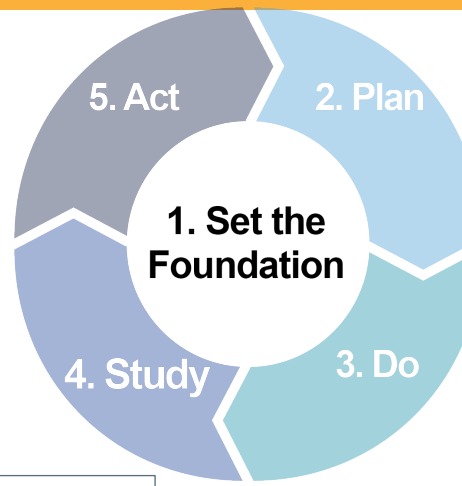 1. Set the
Foundation
2. Plan
3. Do
4. Study
5. Act